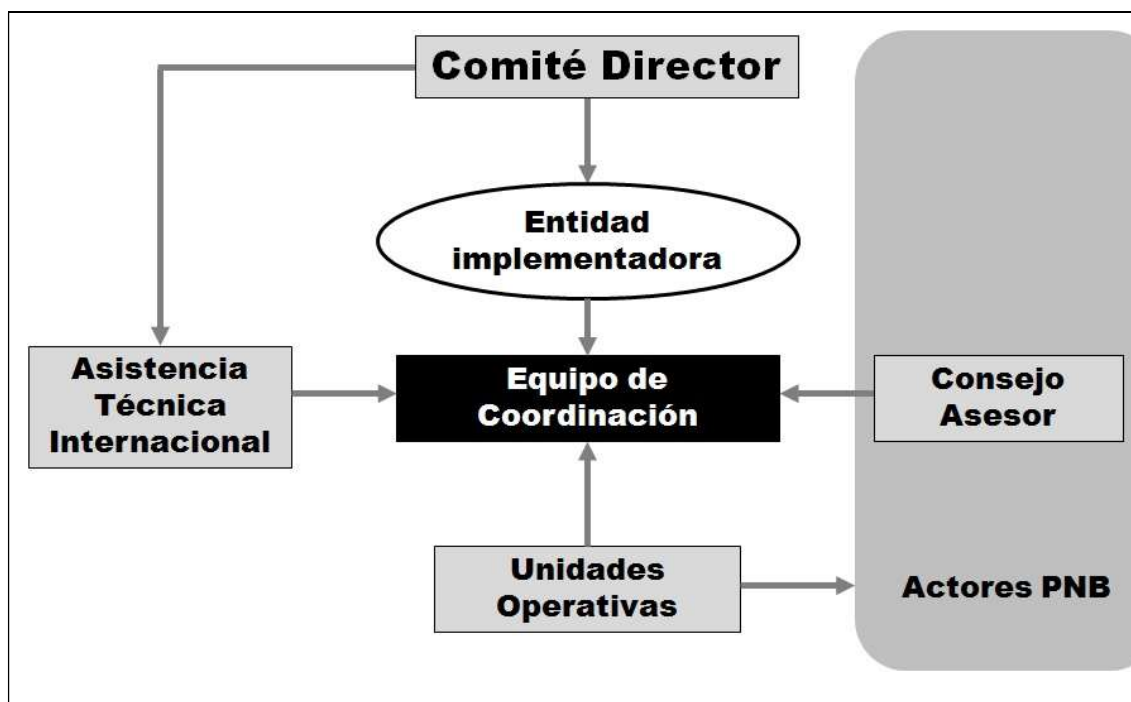 Comité Director
Entidad
implementadora
Asistencia
Técnica
Internacional
Equipo de
Coordinación
Consejo
Asesor
Unidades
Operativas
Actores PNB